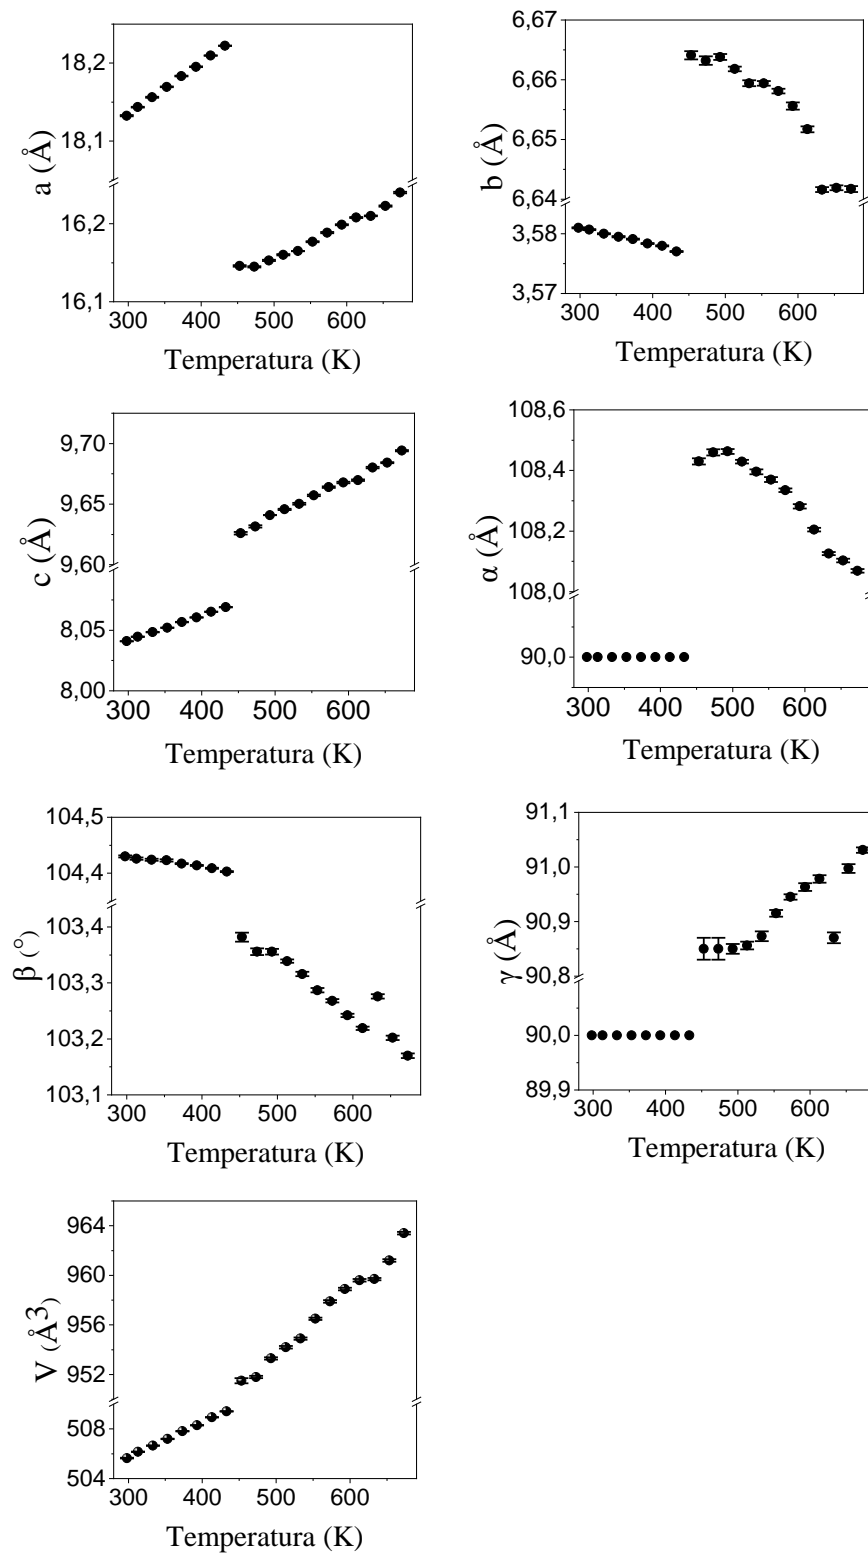 a (Å)
18,2
18,1
16,2
16,1
300 400 500 600
Temperatura (K)
b (Å)
6,67
6,66
6,65
6,64
3,58
3,57
300 400 500 600
Temperatura (K)
c (Å)
9,70
9,65
9,60
8,05
8,00
300 400 500 600
Temperatura (K)
α (Å)
108,6
108,4
108,2
108,0
90,0
300 400 500 600
Temperatura (K)
β (°)
104,5
104,4
103,4
103,3
103,2
103,1
300 400 500 600
Temperatura (K)
γ (Å)
91,1
91,0
90,9
90,8
90,0
89,9
300 400 500 600
Temperatura (K)
V (Å3)
964
960
956
952
508
504
300 400 500 600
Temperatura (K)